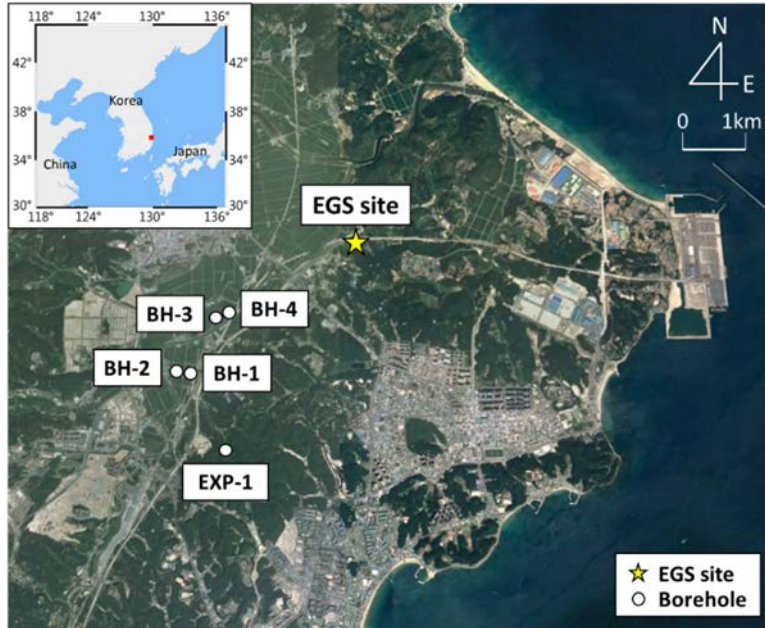 118° 124° 130° 136°
42° 42°
Korea
38° 38°
Japan
34° 34°
China
30° 30°
118° 124° 130° 136°
N
E
0 1km
EGS site
BH-3
BH-4
BH-2
BH-1
EXP-1
EGS site
Borehole